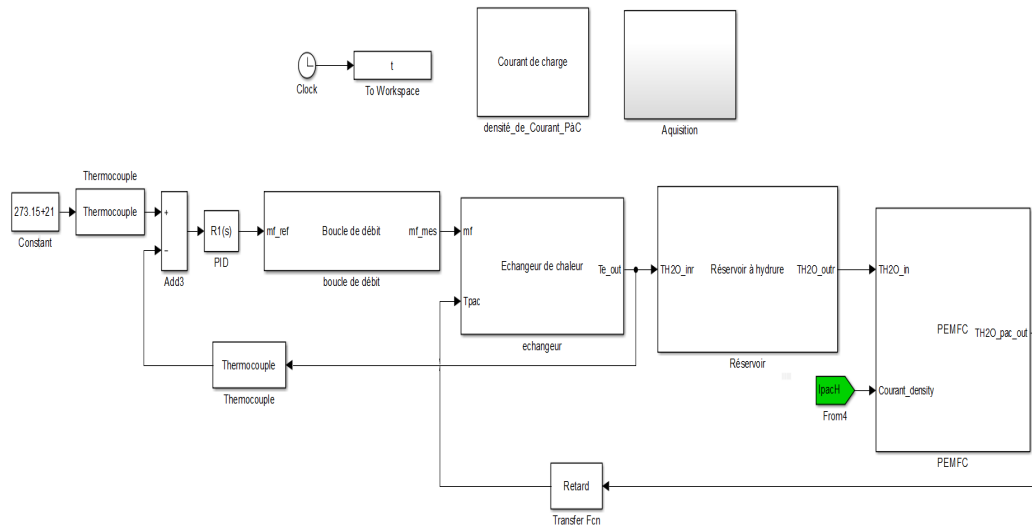 Clock
t
To Workspace
Courant de charge
densité_de_Courant_PàC
Aquisition
Thermocouple
273.15+21
Constant
Thermocouple
+
−
Add3
R1(s)
PID
mf_ref
Boucle de débit
mf_mes
boucle de débit
mf
Echangeur de chaleur
Te_out
Tpac
echangeur
TH2O_inr
Réservoir à hydrure
TH2O_outr
Réservoir
TH2O_in
PEMFC
TH2O_pac_out
Courant_density
PEMFC
IpacH
From4
Thermocouple
Themocouple
Retard
Transfer Fcn